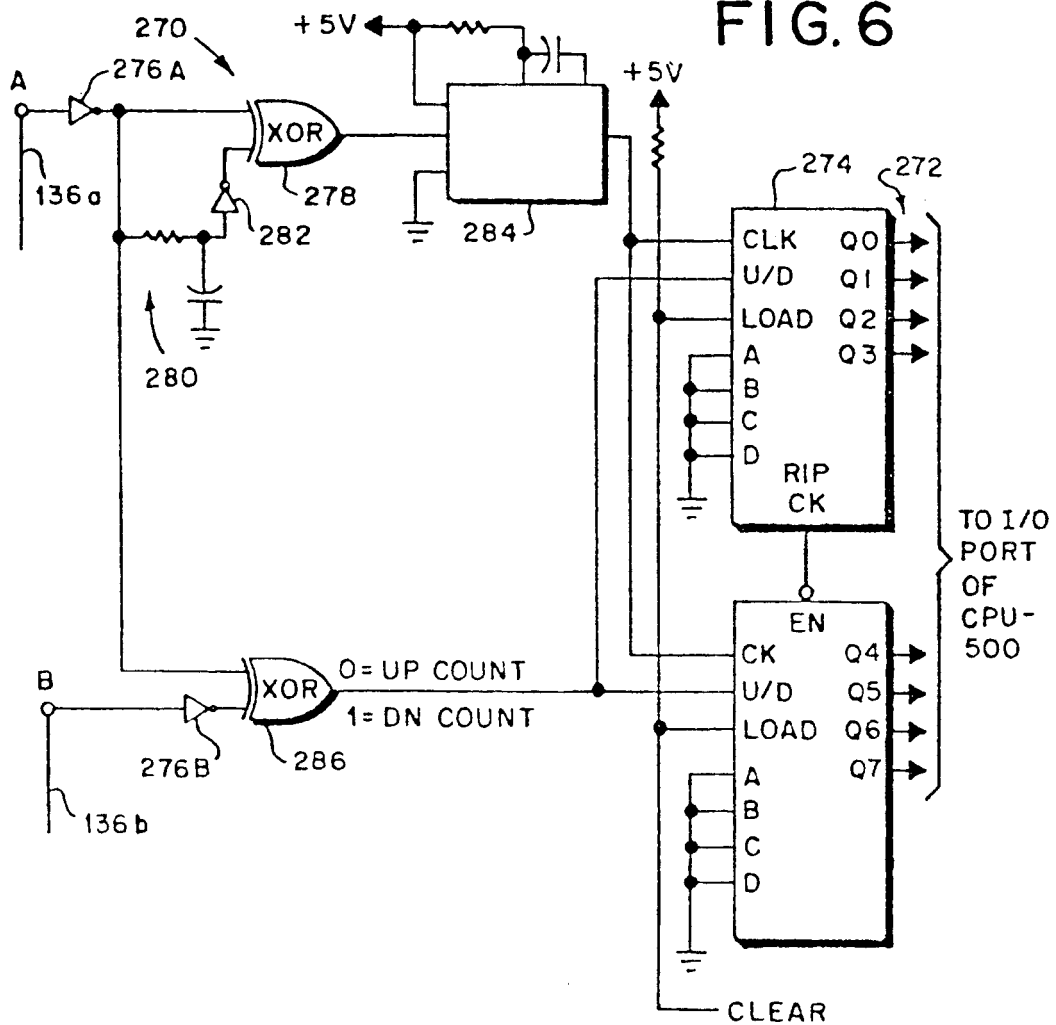 FIG. 6
+5V
270
276A
A
+5V
XOR
136a
278
282
284
274
272
CLK
Q0
U/D
Q1
LOAD
Q2
A
Q3
B
C
D
280
RIP
CK
TO I/O
PORT
OF
CPU-
500
EN
CK
Q4
U/D
Q5
LOAD
Q6
A
Q7
B
C
D
B
XOR
0=UP COUNT
1=DN COUNT
276B
286
136b
CLEAR